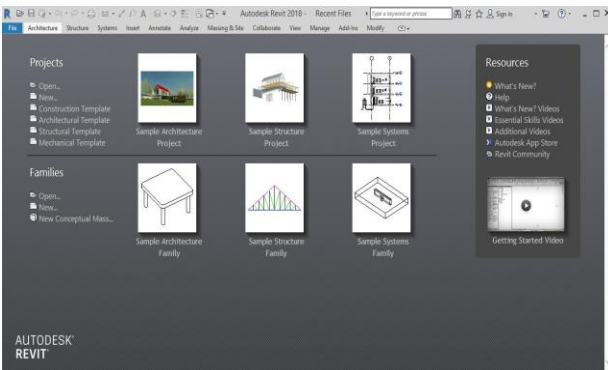 Autodesk Revit 2018 - Recent Files
Type a keyword or phrase
Sign In
File Architecture Structure Systems Insert Annotate Analyze Massing & Site Collaborate View Manage Add-Ins Modify
Projects
Open...
New...
Construction Template
Architectural Template
Structural Template
Mechanical Template
Sample Architecture
Project
Sample Structure
Project
Sample Systems
Project
Families
Open...
New...
New Conceptual Mass...
Sample Architecture
Family
Sample Structure
Family
Sample Systems
Family
Resources
What's New?
Help
What's New? Videos
Essential Skills Videos
Additional Videos
Autodesk App Store
Revit Community
Getting Started Video
AUTODESK®
REVIT®